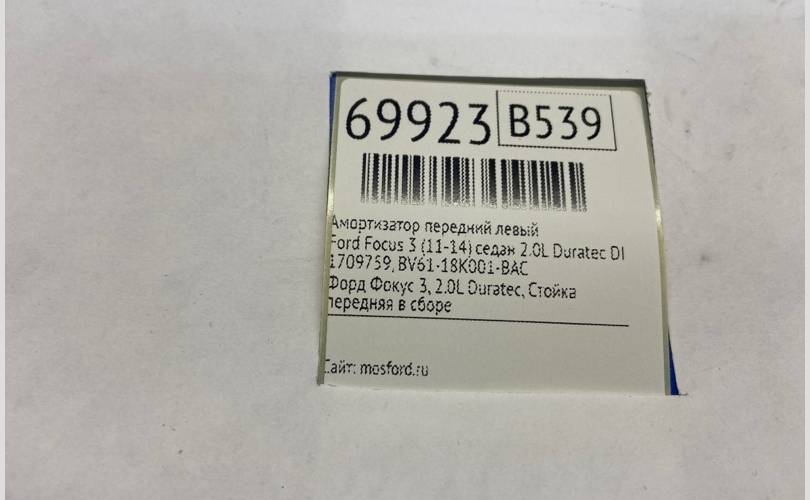 69923 B539
Амортизатор передний левый
Ford Focus 3 (11-14) седан 2.0L Duratec DI
1709759, BV61-18K001-BAC
Форд Фокус 3, 2.0L Duratec, Стойка
передняя в сборе
Сайт: mosford.ru